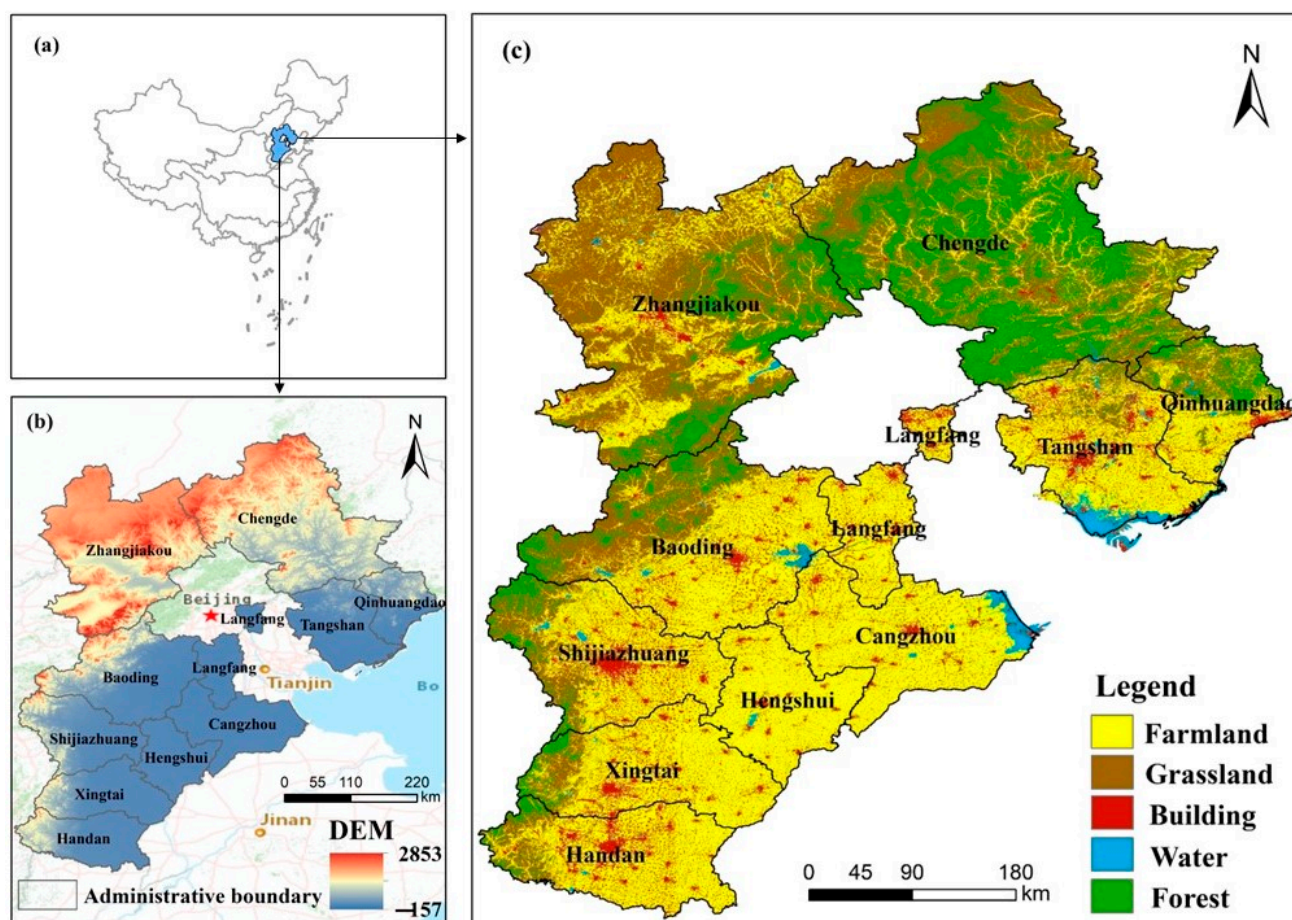 (a)
(b)
N
Chengde
Zhangjiakou
Beijing
Langfang
Qinhuangdao
Tangshan
Langfang
Tianjin
Baoding
Bo
Cangzhou
Shijiazhuang
Hengshui
Xingtai
0 55 110 220
km
Jinan
Handan
DEM
2853
Administrative boundary
-157
(c)
N
Chengde
Zhangjiakou
Qinhuangdao
Langfang
Tangshan
Langfang
Baoding
Cangzhou
Shijiazhuang
Hengshui
Xingtai
Handan
Legend
Farmland
Grassland
Building
Water
Forest
0 45 90 180
km